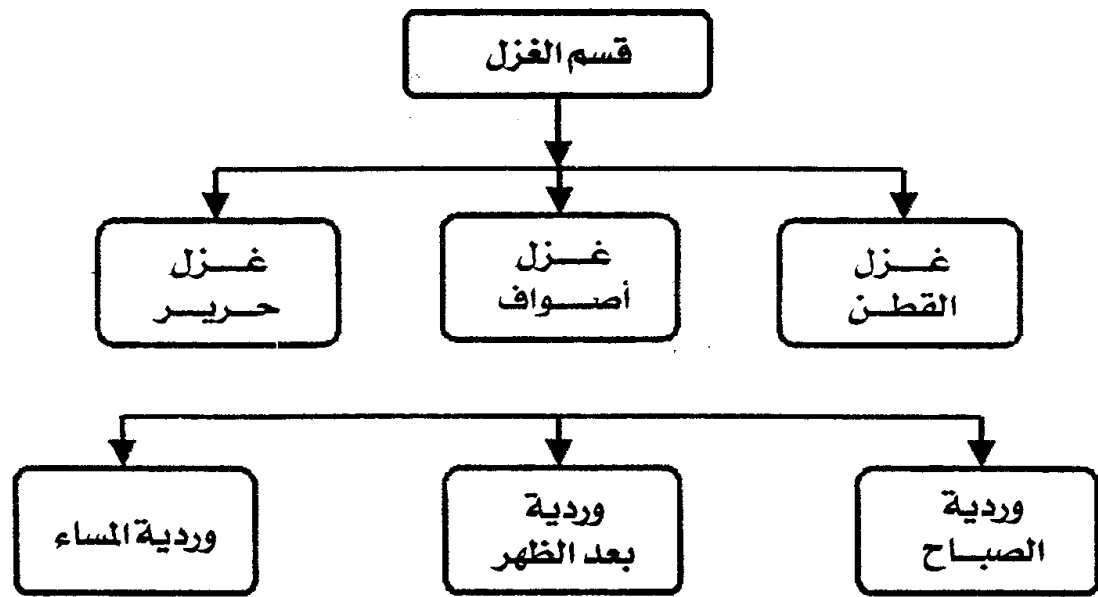 قسم الغزل
غزل
القطن
غزل
أصواف
غزل
حرير
وردية
الصباح
وردية
بعد الظهر
وردية المساء